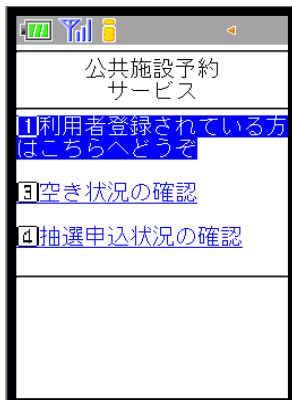 公共施設予約
サービス
1利用者登録されている方
はこちらへどうぞ
3空き状況の確認
4抽選申込状況の確認